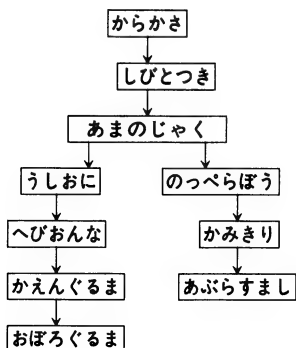 からかさ
しびとつき
あまのじゃく
うしおに
のっぺらぼう
へびおんな
かみきり
かえんぐるま
あぶらすまし
おぼろぐるま